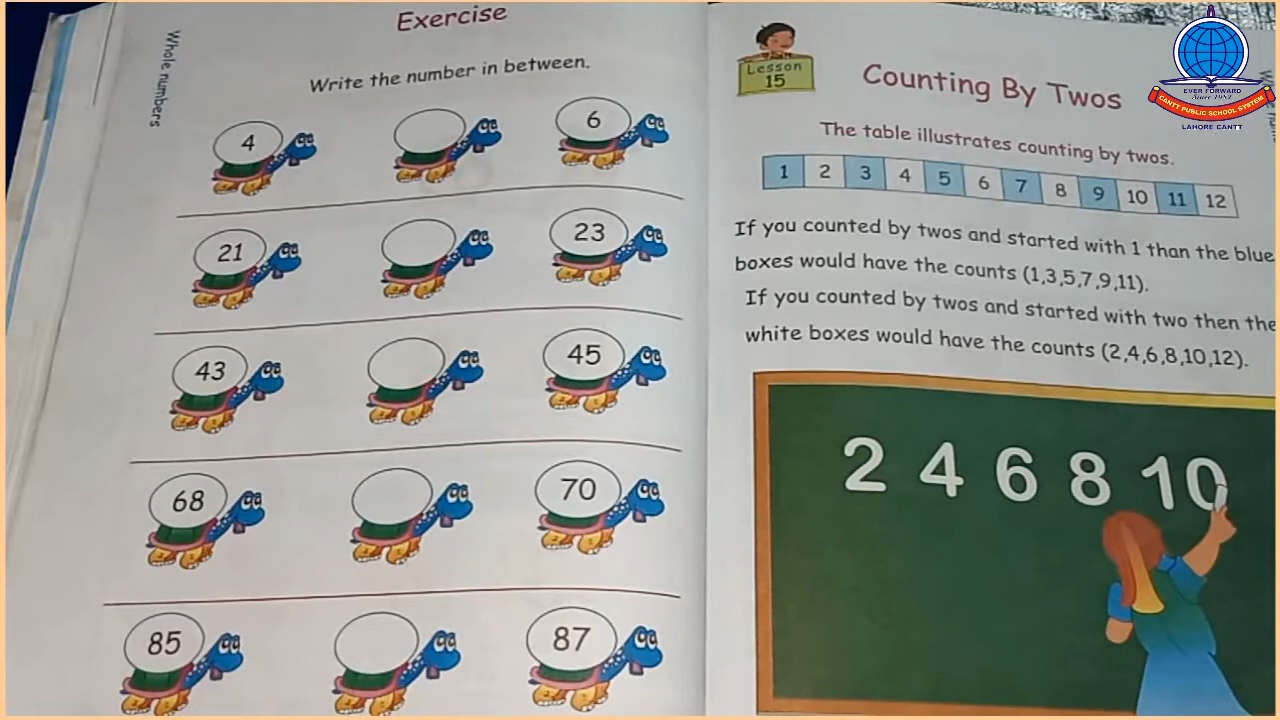 Whole numbers
Exercise
Write the number in between.
4 6
21 23
43 45
68 70
85 87
Lesson
15
Counting By Twos
The table illustrates counting by twos.
1 2 3 4 5 6 7 8 9 10 11 12
If you counted by twos and started with 1 than the blue
boxes would have the counts (1,3,5,7,9,11).
If you counted by twos and started with two then the
white boxes would have the counts (2,4,6,8,10,12).
2 4 6 8 10
EVER FORWARD
Since 1982
CANTT PUBLIC SCHOOL SYSTEM
LAHORE CANTT